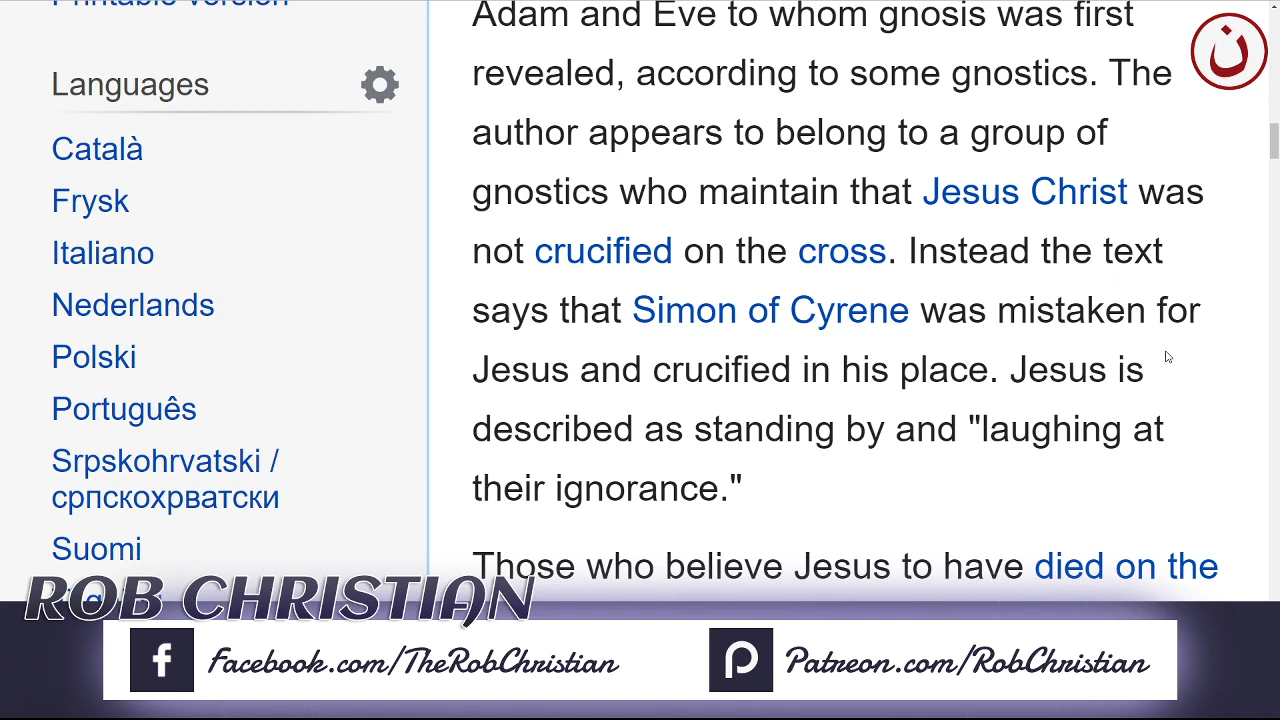 Printable version
Languages
Català
Frysk
Italiano
Nederlands
Polski
Português
Srpskohrvatski /
српскохрватски
Suomi
Adam and Eve to whom gnosis was first
revealed, according to some gnostics. The
author appears to belong to a group of
gnostics who maintain that Jesus Christ was
not crucified on the cross. Instead the text
says that Simon of Cyrene was mistaken for
Jesus and crucified in his place. Jesus is
described as standing by and "laughing at
their ignorance."
Those who believe Jesus to have died on the
ن
ROB CHRISTIAN
f Facebook.com/TheRobChristian
Patreon.com/RobChristian